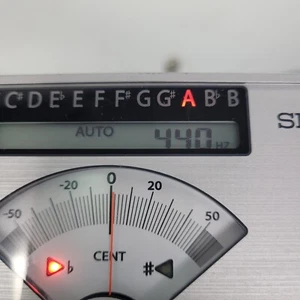 C# D E♭ E F F# G G# A B♭ B
AUTO 440 HZ
-50 -20 0 20 50
CENT
♭ #